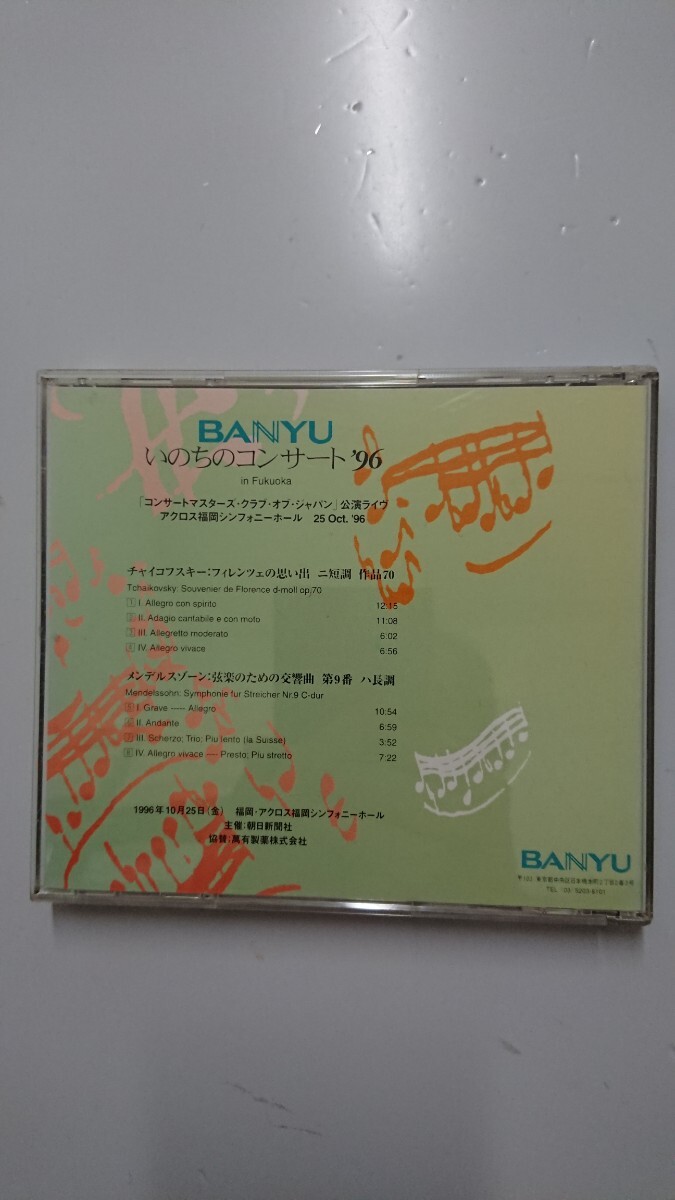 BANYU
いのちのコンサート'96
in Fukuoka
「コンサートマスターズ・クラブ・オブ・ジャパン」公演ライヴ
アクロス福岡シンフォニーホール 25 Oct. '96
チャイコフスキー:フィレンツェの思い出 ニ短調 作品70
Tchaikovsky: Souvenier de Florence d-moll op/70
1 I. Allegro con spirito 12:15
2 II. Adagio cantabile e con moto 11:08
3 III. Allegretto moderato 6:02
4 IV. Allegro vivace 6:56
メンデルスゾーン:弦楽のための交響曲 第9番 ハ長調
Mendelssohn: Symphonie fur Streicher Nr.9 C-dur
5 I. Grave ----- Allegro 10:54
6 II. Andante 6:59
7 III. Scherzo; Trio; Piu lento (la Suisse) 3:52
8 IV. Allegro vivace ---- Presto; Piu stretto 7:22
1996年10月25日(金) 福岡・アクロス福岡シンフォニーホール
主催:朝日新聞社
協賛:萬有製薬株式会社
BANYU
TEL 03